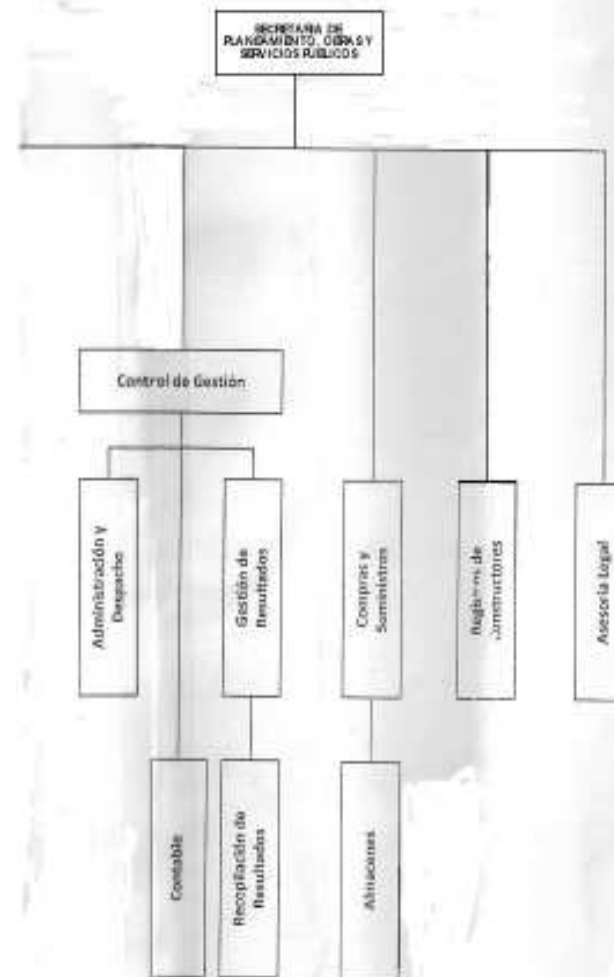 SECRETARIA DE
PLANEAMIENTO, OBRAS Y
SERVICIOS PUBLICOS
Control de Gestión
Administración y
Despacho
Gestión de
Resultados
Compras y
Suministros
de
Asesoría Legal
Contable
Recopilación de
Resultados
Almacenes